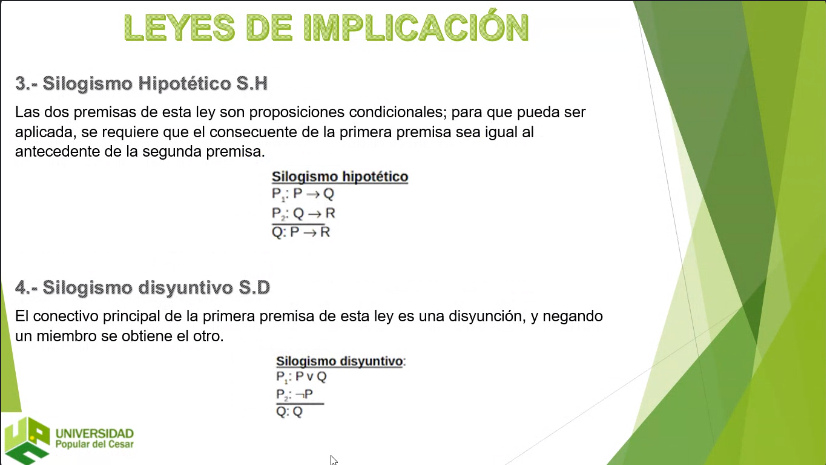 LEYES DE IMPLICACIÓN
3.- Silogismo Hipotético S.H
Las dos premisas de esta ley son proposiciones condicionales; para que pueda ser
aplicada, se requiere que el consecuente de la primera premisa sea igual al
antecedente de la segunda premisa.
Silogismo hipotético
P₁: P → Q
P₂: Q → R
Q: P → R
4.- Silogismo disyuntivo S.D
El conectivo principal de la primera premisa de esta ley es una disyunción, y negando
un miembro se obtiene el otro.
Silogismo disyuntivo:
P₁: P v Q
P₂: ¬P
Q: Q
UNIVERSIDAD
Popular del Cesar